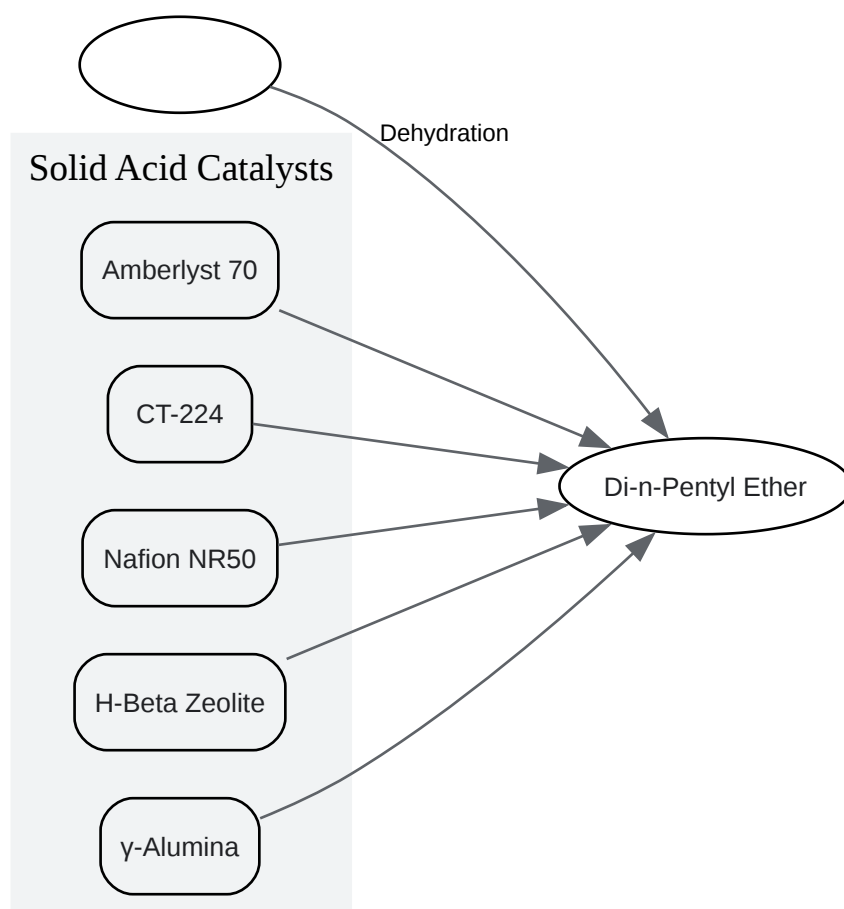 Dehydration
Solid Acid Catalysts
Amberlyst 70
CT-224
Di-n-Pentyl Ether
Nafion NR50
H-Beta Zeolite
γ-Alumina